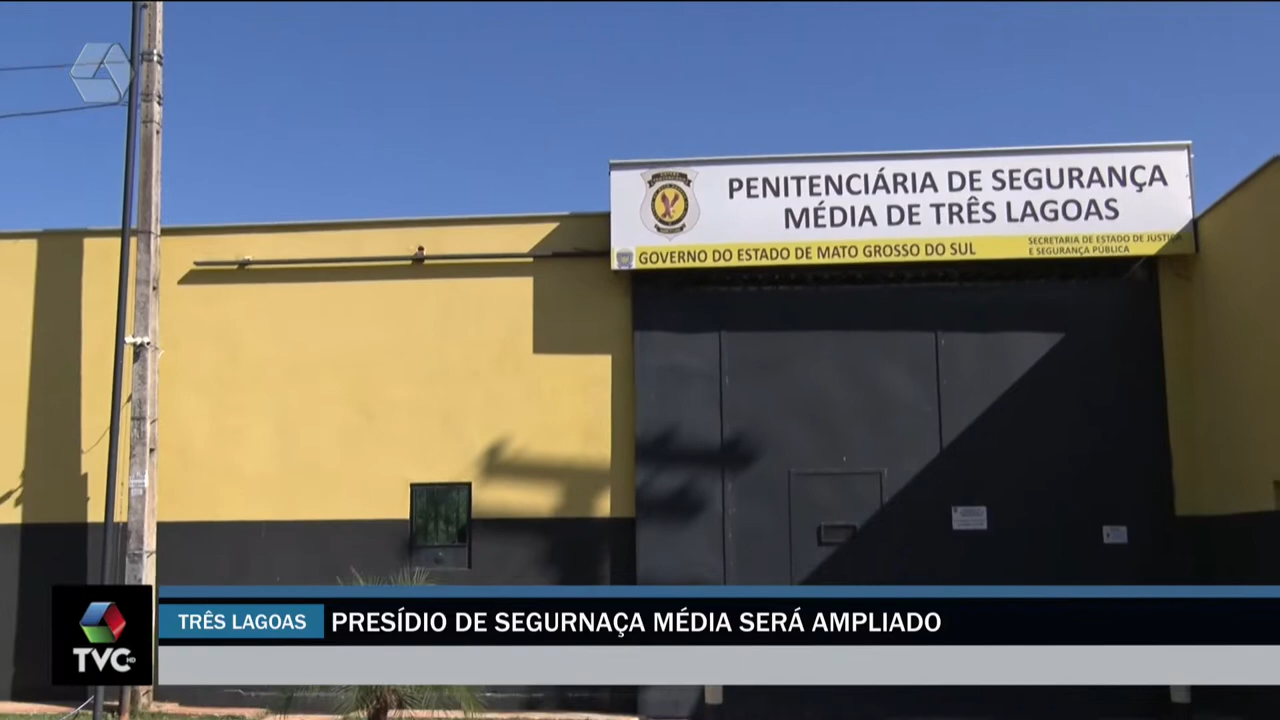 PENITENCIÁRIA DE SEGURANÇA
MÉDIA DE TRÊS LAGOAS
GOVERNO DO ESTADO DE MATO GROSSO DO SUL
SECRETARIA DE ESTADO DE JUSTIÇA
E SEGURANÇA PÚBLICA
TRÊS LAGOAS
PRESÍDIO DE SEGURNAÇA MÉDIA SERÁ AMPLIADO
TVC HD